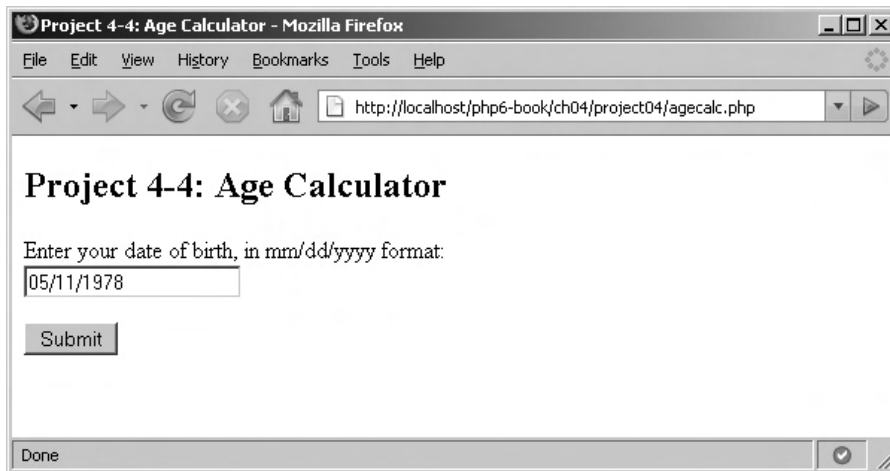 Project 4-4: Age Calculator - Mozilla Firefox
File Edit View History Bookmarks Tools Help
http://localhost/php6-book/ch04/project04/agecalc.php
Project 4-4: Age Calculator
Enter your date of birth, in mm/dd/yyyy format:
05/11/1978
Submit
Done